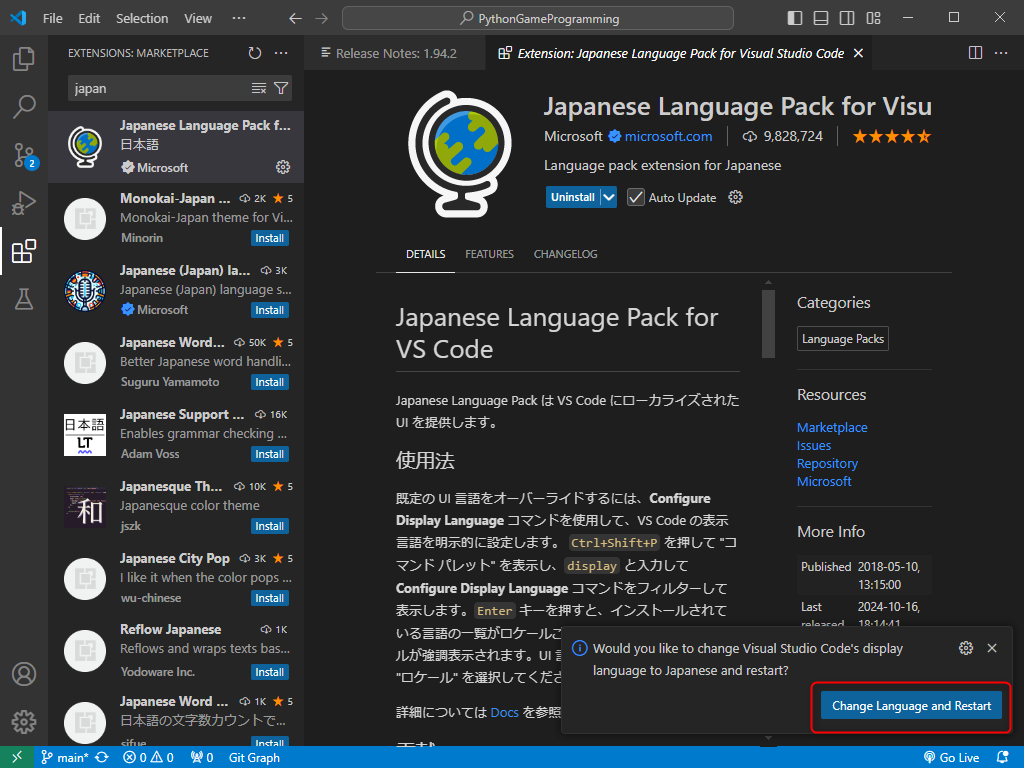 File Edit Selection View ··· PythonGameProgramming
EXTENSIONS: MARKETPLACE
japan
Japanese Language Pack f...
日本語
Microsoft
Monokai-Japan ... 2K ★ 5
Monokai-Japan theme for Vi...
Minorin Install
Japanese (Japan) la... 3K
Japanese (Japan) language s...
Microsoft Install
Japanese Word... 50K ★ 5
Better Japanese word handli...
Suguru Yamamoto Install
Japanese Support ... 16K
Enables grammar checking ...
Adam Voss Install
日本語
LT
Japanesque Th... 10K ★ 5
Japanesque color theme
jszk Install
和
Japanese City Pop 3K ★ 5
I like it when the color pops ...
wu-chinese Install
Reflow Japanese 1K
Reflows and wraps texts bas...
Yodoware Inc. Install
Japanese Word ... 1K ★ 5
日本語の文字数カウントで...
sifue Install
2
Release Notes: 1.94.2
Extension: Japanese Language Pack for Visual Studio Code
Japanese Language Pack for Visu
Microsoft microsoft.com 9,828,724
Language pack extension for Japanese
Uninstall Auto Update
DETAILS FEATURES CHANGELOG
Japanese Language Pack for
VS Code
Japanese Language Pack は VS Code にローカライズされた
UI を提供します。
使用法
既定の UI 言語をオーバーライドするには、Configure
Display Language コマンドを使用して、VS Code の表示
言語を明示的に設定します。 Ctrl+Shift+P を押して "コ
マンド パレット" を表示し、display と入力して
Configure Display Language コマンドをフィルターして
表示します。Enter キーを押すと、インストールされて
いる言語の一覧がロケールご
ルが強調表示されます。UI 言
"ロケール" を選択してくださ
詳細については Docs を参照
Categories
Language Packs
Resources
Marketplace
Issues
Repository
Microsoft
More Info
Published 2018-05-10,
13:15:00
Last 2024-10-16,
released 18:14:41
Would you like to change Visual Studio Code's display
language to Japanese and restart?
Change Language and Restart
main* 0 0 0 Git Graph Go Live